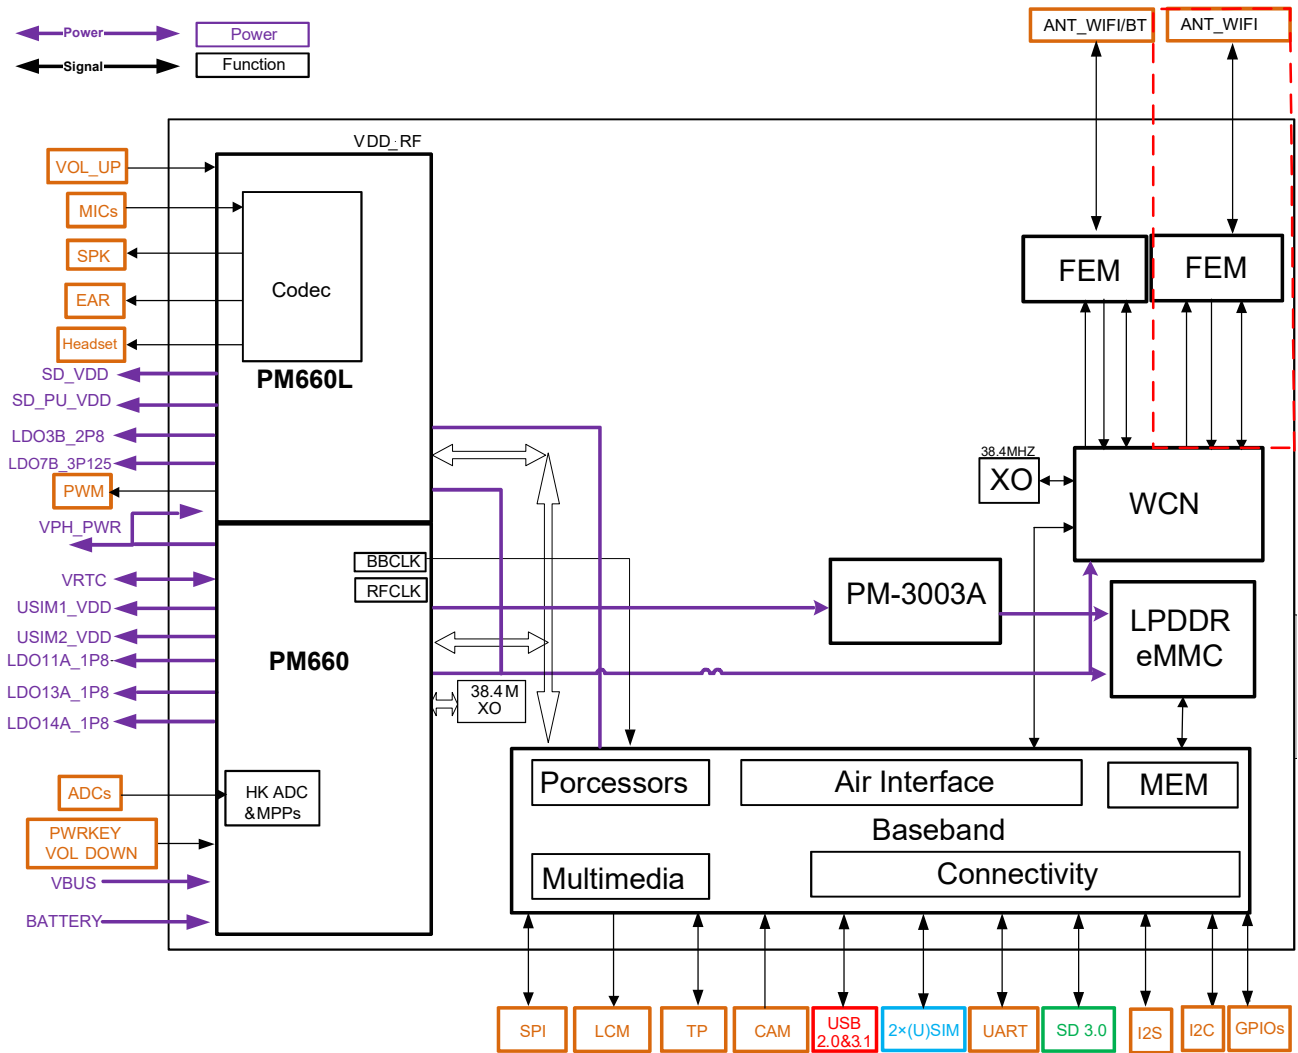 Power
Power
Signal
Function
ANT_WIFI/BT
ANT_WIFI
VDD·RF
VOL_UP
MICs
SPK
EAR
Headset
Codec
PM660L
SD_VDD
SD_PU_VDD
LDO3B_2P8
LDO7B_3P125
PWM
VPH_PWR
VRTC
USIM1_VDD
USIM2_VDD
LDO11A_1P8
LDO13A_1P8
LDO14A_1P8
BBCLK
RFCLK
PM660
38.4M
XO
ADCs
HK ADC
&MPPs
PWRKEY
VOL DOWN
VBUS
BATTERY
FEM
FEM
38.4MHZ
XO
WCN
PM-3003A
LPDDR
eMMC
Porcessors
Air Interface
MEM
Baseband
Multimedia
Connectivity
SPI
LCM
TP
CAM
USB
2.0&3.1
2×(U)SIM
UART
SD 3.0
I2S
I2C
GPIOs